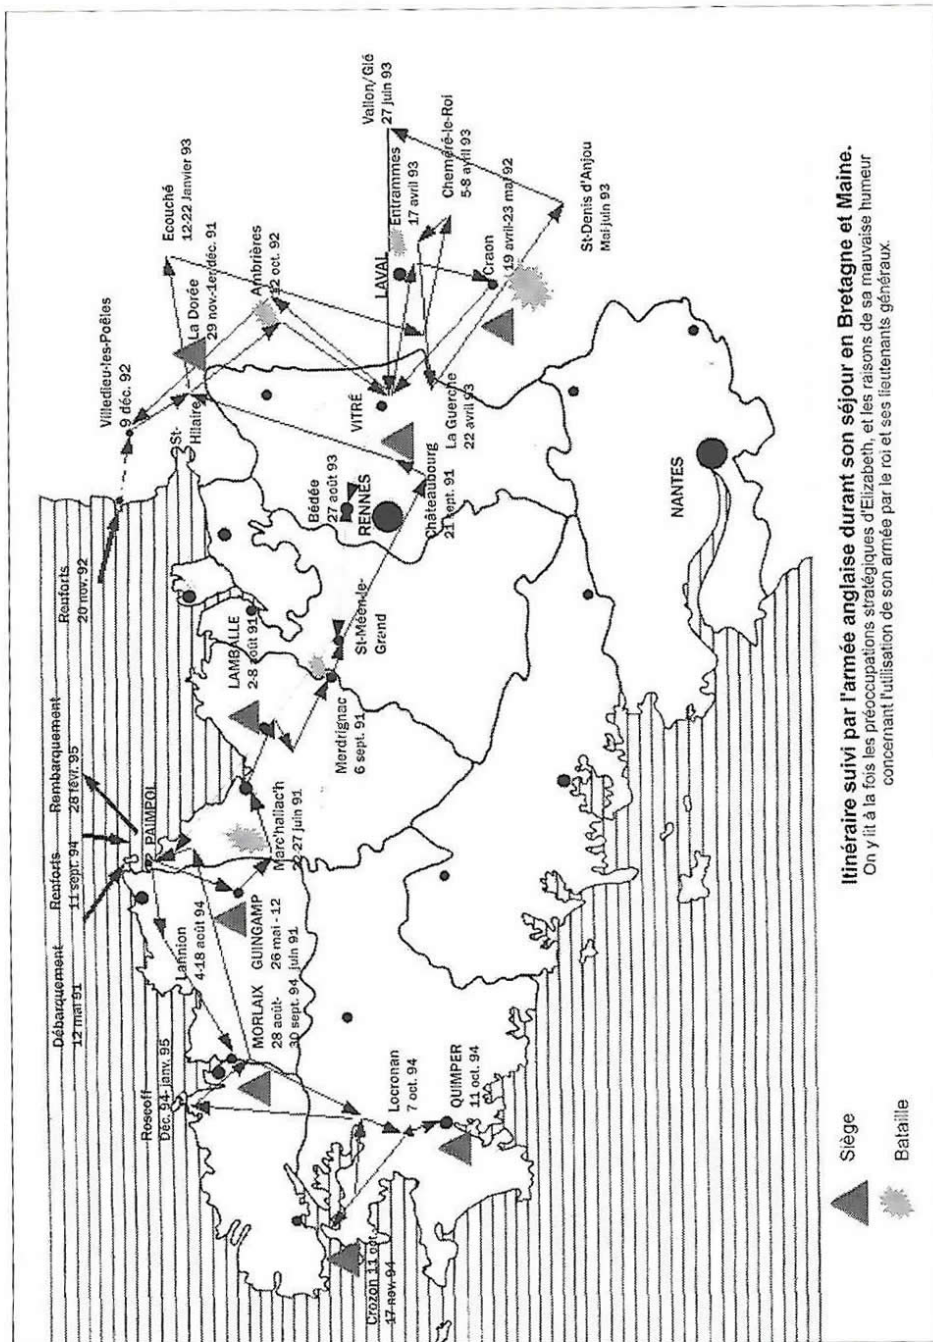 Débarquement
12 mai 91
Renforts
11 sept. 94
Rembarquement
28 févr. 95
Renforts
20 nov. 92
Villedieu-les-Poêles
9 déc. 92
Ecouché
12-22 Janvier 93
Roscoff
Déc. 94- janv. 95
Lannion
4-18 août 94
PAIMPOL
St-
Hilaire
La Dorée
29 nov.-1er déc. 91
MORLAIX
28 août-
30 sept. 94
GUINGAMP
26 mai - 12
juin 91
Marc'hallac'h
22-27 juin 91
LAMBALLE
2-8 août 91
Ambrières
12 oct. 92
Vallon/Glé
27 juin 93
Merdrignac
6 sept. 91
St-Méen-le-
Grand
Bédée
27 août 93
RENNES
VITRÉ
LAVAL
Entrammes
17 avril 93
Chemeré-le-Roi
5-8 avril 93
Crozon 11 oct.-
17 nov. 94
Locronan
7 oct. 94
QUIMPER
11 oct. 94
Châteaubourg
21 sept. 91
La Guerche
22 avril 93
Craon
19 avril-23 mai 92
St-Denis d'Anjou
Mai-juin 93
NANTES
Siège
Bataille
Itinéraire suivi par l'armée anglaise durant son séjour en Bretagne et Maine.
On y lit à la fois les préoccupations stratégiques d'Elizabeth, et les raisons de sa mauvaise humeur
concernant l'utilisation de son armée par le roi et ses lieutenants généraux.